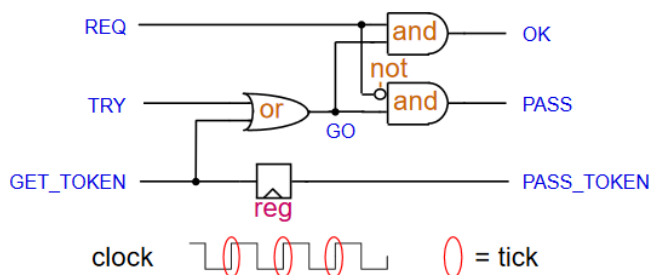 REQ
and
OK
not
TRY
or
and
PASS
GO
GET_TOKEN
PASS_TOKEN
reg
clock
= tick